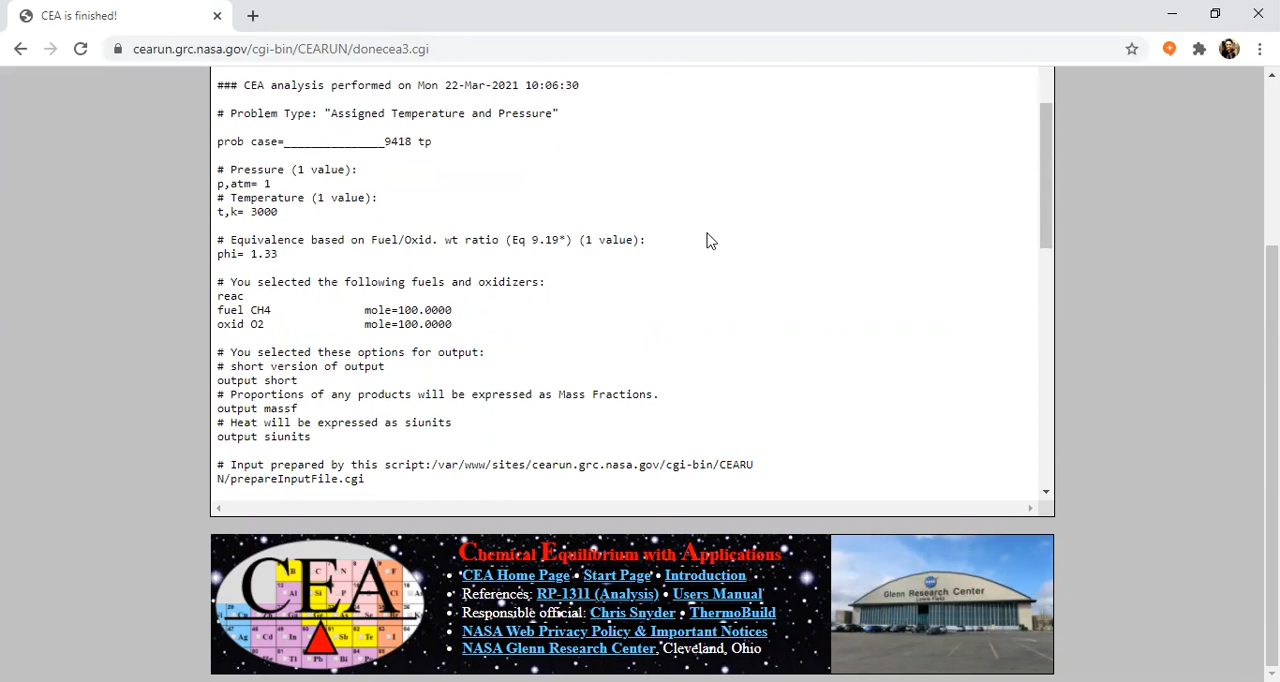 CEA is finished!
cearun.grc.nasa.gov/cgi-bin/CEARUN/donecea3.cgi
### CEA analysis performed on Mon 22-Mar-2021 10:06:30
# Problem Type: "Assigned Temperature and Pressure"
prob case=_______________9418 tp
# Pressure (1 value):
p,atm= 1
# Temperature (1 value):
t,k= 3000
# Equivalence based on Fuel/Oxid. wt ratio (Eq 9.19*) (1 value):
phi= 1.33
# You selected the following fuels and oxidizers:
reac
fuel CH4 mole=100.0000
oxid O2 mole=100.0000
# You selected these options for output:
# short version of output
output short
# Proportions of any products will be expressed as Mass Fractions.
output massf
# Heat will be expressed as siunits
output siunits
# Input prepared by this script:/var/www/sites/cearun.grc.nasa.gov/cgi-bin/CEARU
N/prepareInputFile.cgi
CEA
Chemical Equilibrium with Applications
• CEA Home Page • Start Page • Introduction
• References: RP-1311 (Analysis) • Users Manual
• Responsible official: Chris Snyder • ThermoBuild
• NASA Web Privacy Policy & Important Notices
• NASA Glenn Research Center, Cleveland, Ohio
Glenn Research Center
Lewis Field